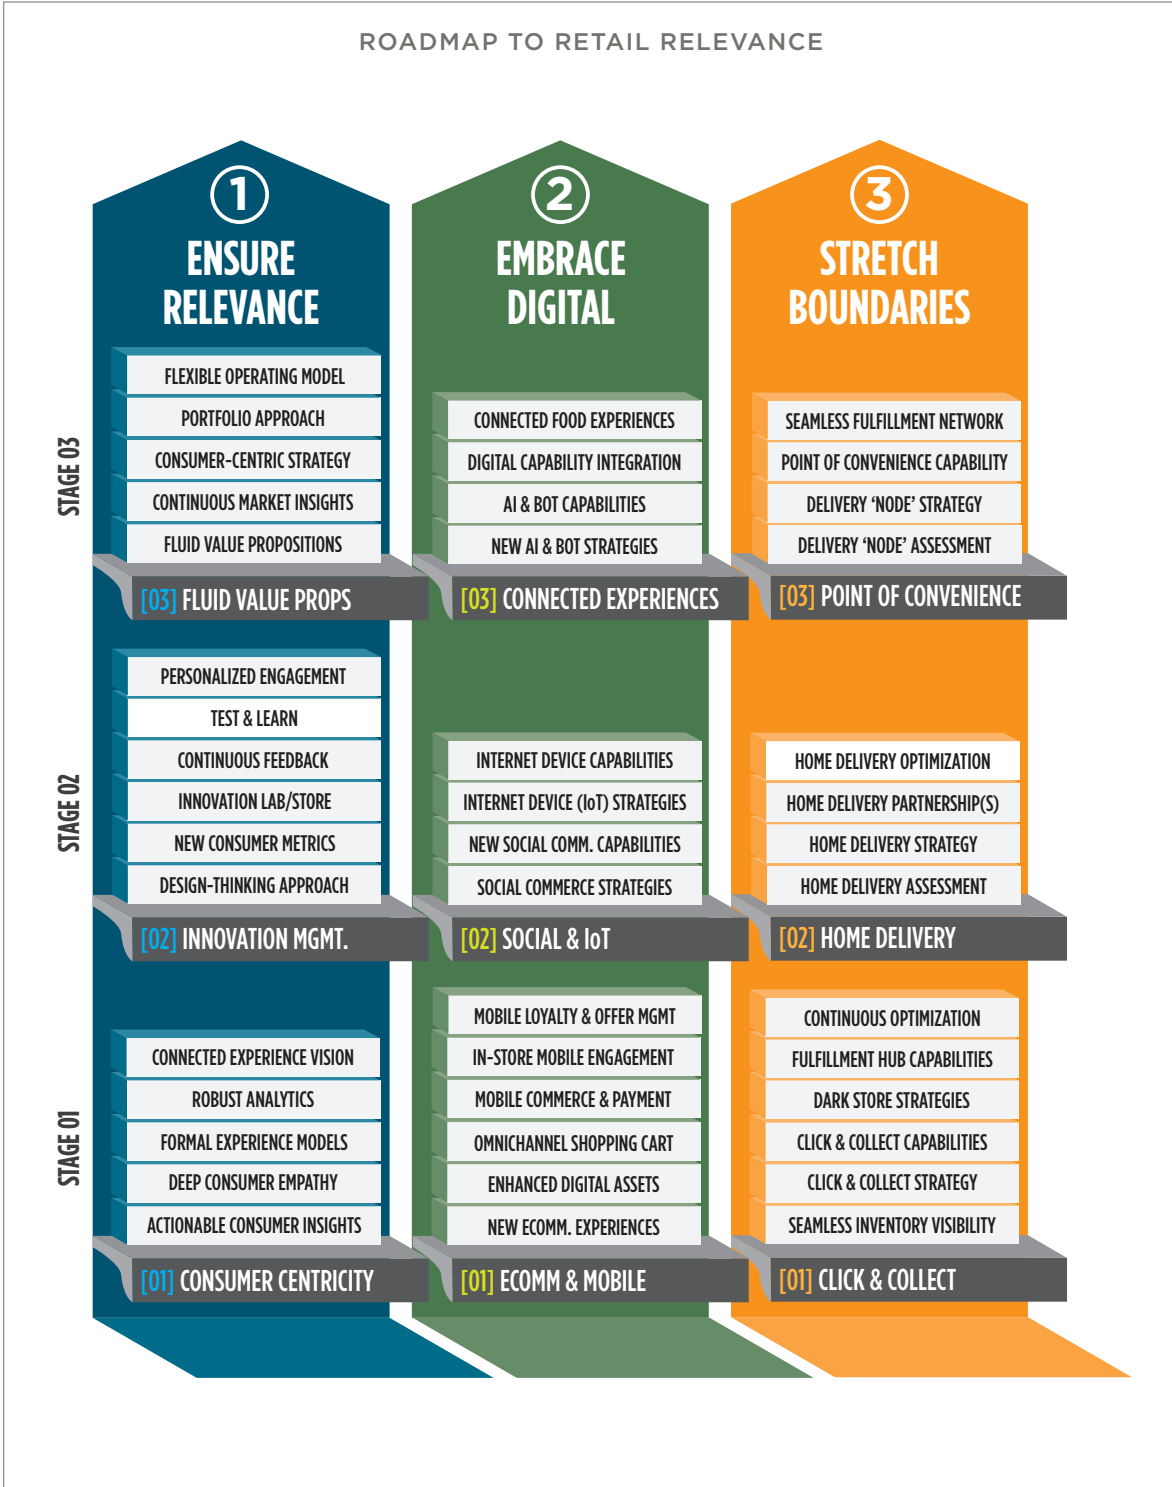 ROADMAP TO RETAIL RELEVANCE
1
ENSURE
RELEVANCE
FLEXIBLE OPERATING MODEL
PORTFOLIO APPROACH
CONSUMER-CENTRIC STRATEGY
CONTINUOUS MARKET INSIGHTS
FLUID VALUE PROPOSITIONS
[03] FLUID VALUE PROPS
PERSONALIZED ENGAGEMENT
TEST & LEARN
CONTINUOUS FEEDBACK
INNOVATION LAB/STORE
NEW CONSUMER METRICS
DESIGN-THINKING APPROACH
[02] INNOVATION MGMT.
CONNECTED EXPERIENCE VISION
ROBUST ANALYTICS
FORMAL EXPERIENCE MODELS
DEEP CONSUMER EMPATHY
ACTIONABLE CONSUMER INSIGHTS
[01] CONSUMER CENTRICITY
2
EMBRACE
DIGITAL
CONNECTED FOOD EXPERIENCES
DIGITAL CAPABILITY INTEGRATION
AI & BOT CAPABILITIES
NEW AI & BOT STRATEGIES
[03] CONNECTED EXPERIENCES
INTERNET DEVICE CAPABILITIES
INTERNET DEVICE (IoT) STRATEGIES
NEW SOCIAL COMM. CAPABILITIES
SOCIAL COMMERCE STRATEGIES
[02] SOCIAL & IoT
MOBILE LOYALTY & OFFER MGMT
IN-STORE MOBILE ENGAGEMENT
MOBILE COMMERCE & PAYMENT
OMNICHANNEL SHOPPING CART
ENHANCED DIGITAL ASSETS
NEW ECOMM. EXPERIENCES
[01] ECOMM & MOBILE
3
STRETCH
BOUNDARIES
SEAMLESS FULFILLMENT NETWORK
POINT OF CONVENIENCE CAPABILITY
DELIVERY ‘NODE’ STRATEGY
DELIVERY ‘NODE’ ASSESSMENT
[03] POINT OF CONVENIENCE
HOME DELIVERY OPTIMIZATION
HOME DELIVERY PARTNERSHIP(S)
HOME DELIVERY STRATEGY
HOME DELIVERY ASSESSMENT
[02] HOME DELIVERY
CONTINUOUS OPTIMIZATION
FULFILLMENT HUB CAPABILITIES
DARK STORE STRATEGIES
CLICK & COLLECT CAPABILITIES
CLICK & COLLECT STRATEGY
SEAMLESS INVENTORY VISIBILITY
[01] CLICK & COLLECT
STAGE 03
STAGE 02
STAGE 01